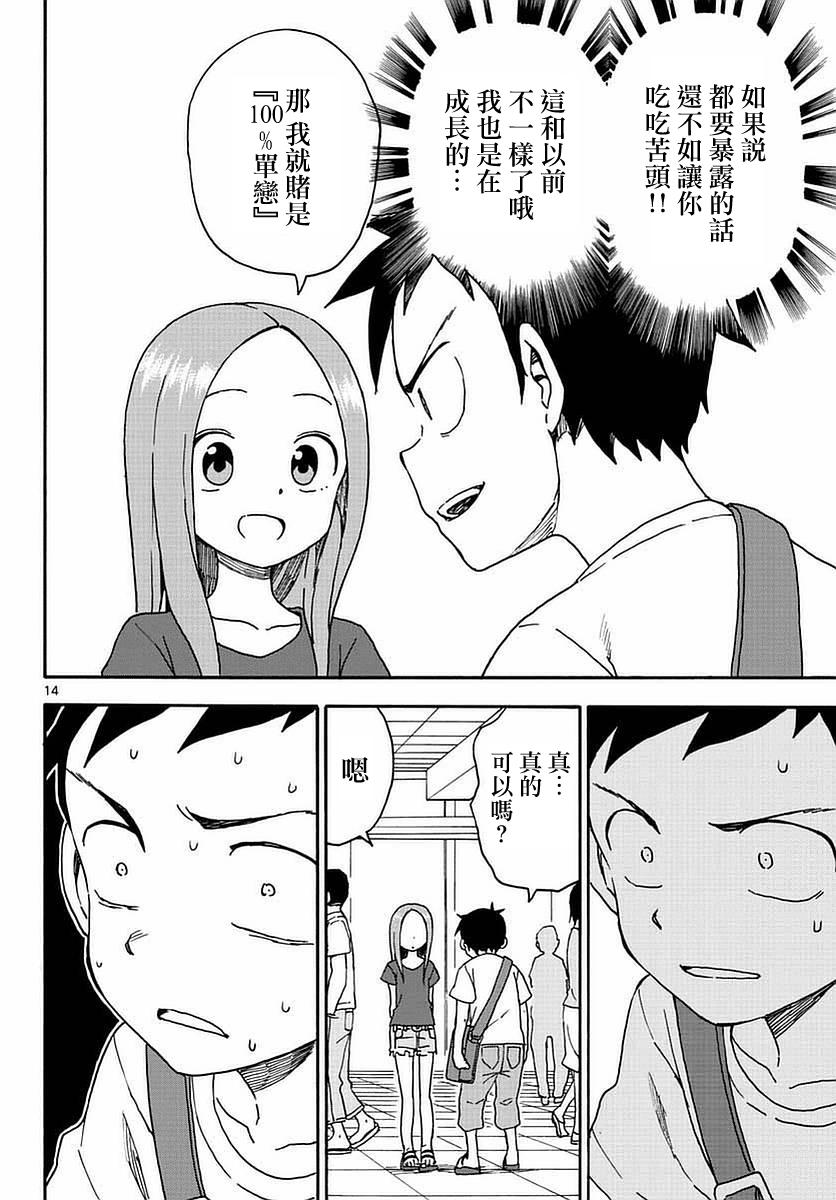 如果說
都要暴露的話
還不如讓你
吃吃苦頭!!
這和以前
不一樣了哦
我也是在
成長的…
那我就賭是
『100%單戀』
14
真…
真的
可以嗎?
嗯